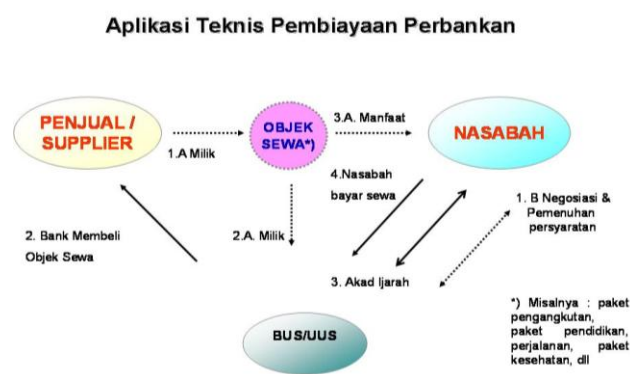 Aplikasi Teknis Pembiayaan Perbankan
PENJUAL /
SUPPLIER
1.A Milik
OBJEK
SEWA*)
3.A. Manfaat
NASABAH
4.Nasabah
bayar sewa
1. B Negosiasi &
Pemenuhan
persyaratan
2. Bank Membeli
Objek Sewa
2.A. Milik
3. Akad Ijarah
BUS/UUS
*) Misalnya : paket
pengangkutan,
paket pendidikan,
perjalanan, paket
kesehatan, dll